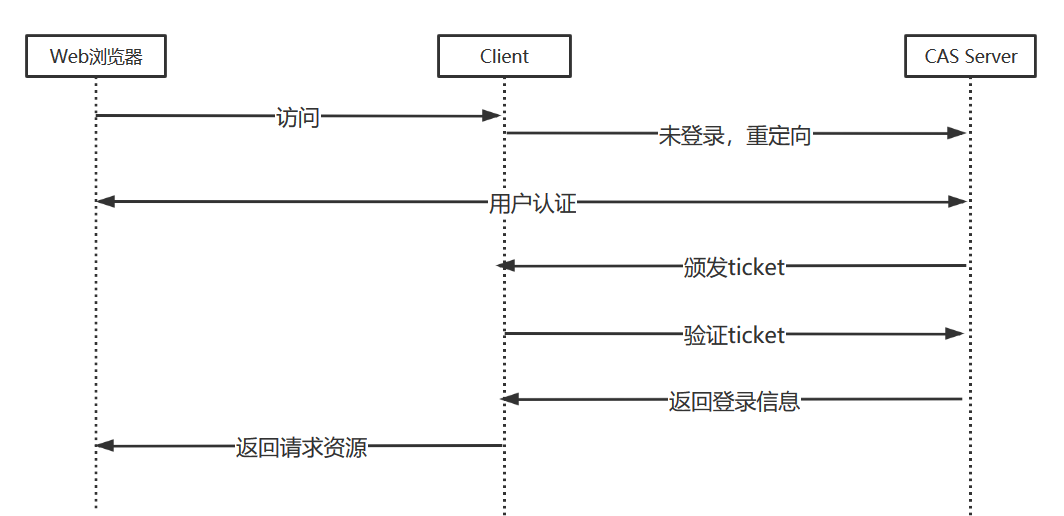 Web浏览器
Client
CAS Server
访问
未登录，重定向
用户认证
颁发ticket
验证ticket
返回登录信息
返回请求资源